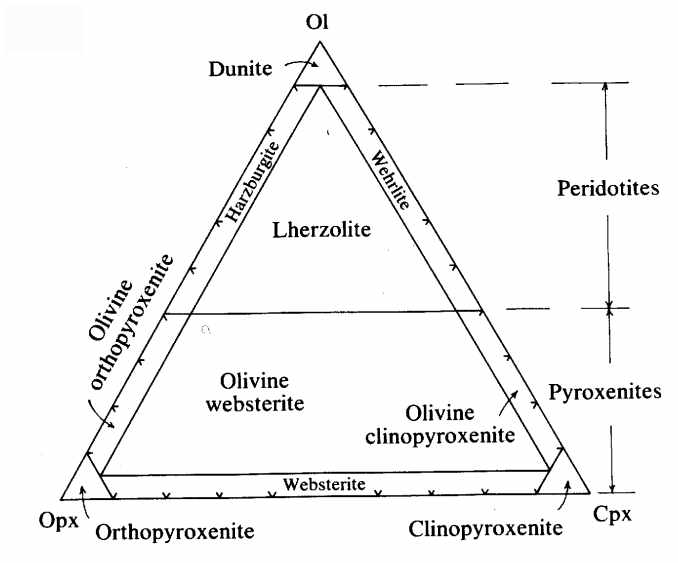 Ol
Dunite
Harzburgite
Wehrlite
Peridotites
Lherzolite
Olivine
orthopyroxenite
Olivine
websterite
Olivine
clinopyroxenite
Pyroxenites
Websterite
Opx
Orthopyroxenite
Clinopyroxenite
Cpx